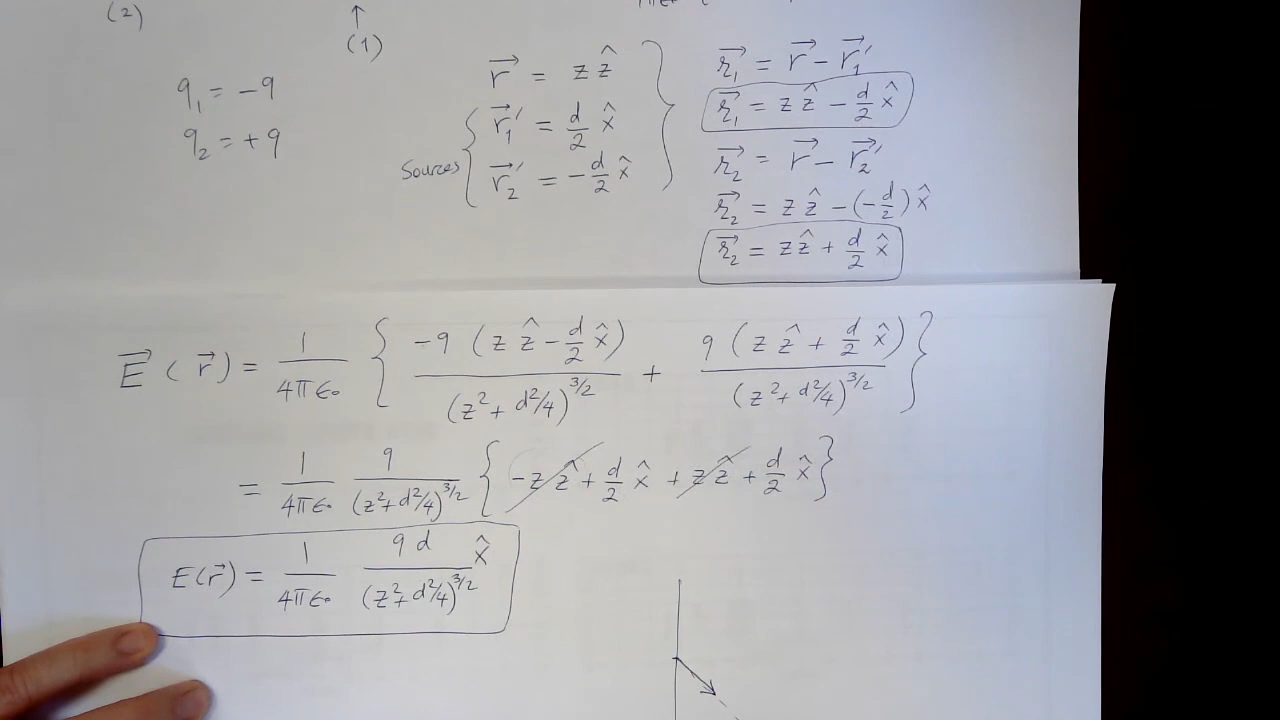 (2)
(1)
q₁ = -q
q₂ = +q
r⃗ = z ẑ
Sources { r⃗₁′ = d/2 x̂
r⃗₂′ = -d/2 x̂
𝓇⃗₁ = r⃗ - r⃗₁′
𝓇⃗₁ = z ẑ - d/2 x̂
𝓇⃗₂ = r⃗ - r⃗₂′
𝓇⃗₂ = z ẑ - (-d/2) x̂
𝓇⃗₂ = z ẑ + d/2 x̂
E⃗ (r⃗) = 1/4πϵ₀ { -q (z ẑ - d/2 x̂)/(z² + d²/4)^3/2 + q (z ẑ + d/2 x̂)/(z² + d²/4)^3/2 }
= 1/4πϵ₀ q/(z²+d²/4)^3/2 { -z ẑ + d/2 x̂ + z ẑ + d/2 x̂ }
E(r⃗) = 1/4πϵ₀ q d/(z²+d²/4)^3/2 x̂